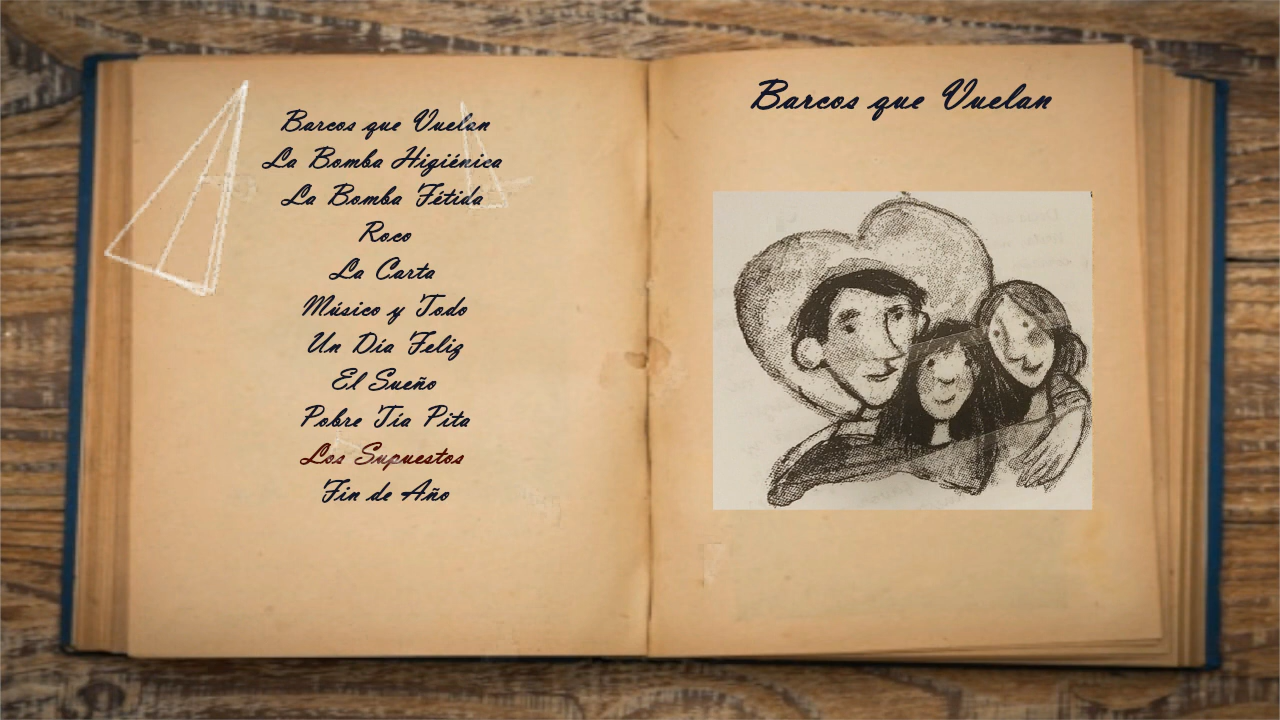 Barcos que Vuelan
La Bomba Higiénica
La Bomba Fétida
Roco
La Carta
Músico y Todo
Un Día Feliz
El Sueño
Pobre Tía Pita
Los Supuestos
Fin de Año
Barcos que Vuelan